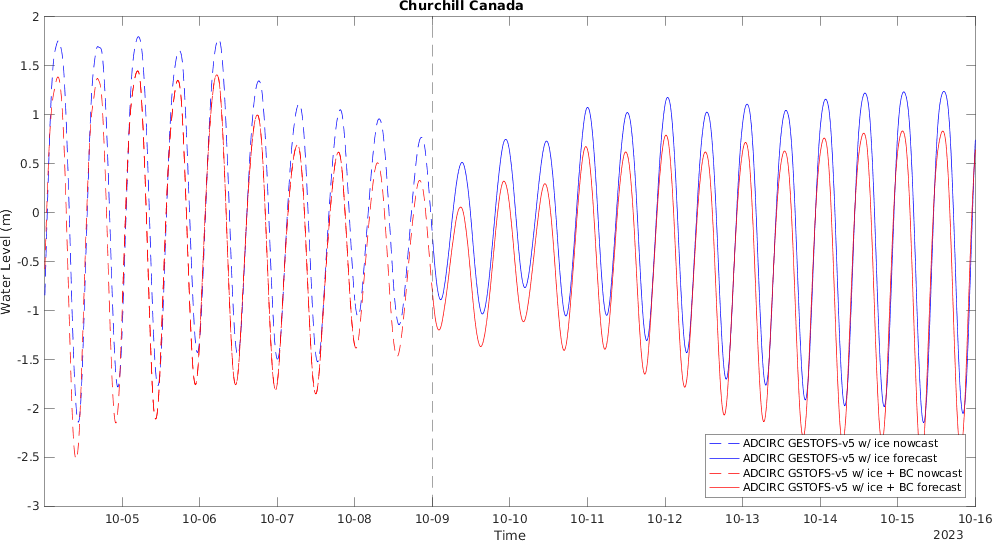 Churchill Canada
2
1.5
1
0.5
0
-0.5
-1
-1.5
-2
-2.5
-3
Water Level (m)
ADCIRC GESTOFS-v5 w/ ice nowcast
ADCIRC GESTOFS-v5 w/ ice forecast
ADCIRC GSTOFS-v5 w/ ice + BC nowcast
ADCIRC GSTOFS-v5 w/ ice + BC forecast
10-05 10-06 10-07 10-08 10-09 10-10 10-11 10-12 10-13 10-14 10-15 10-16
Time
2023